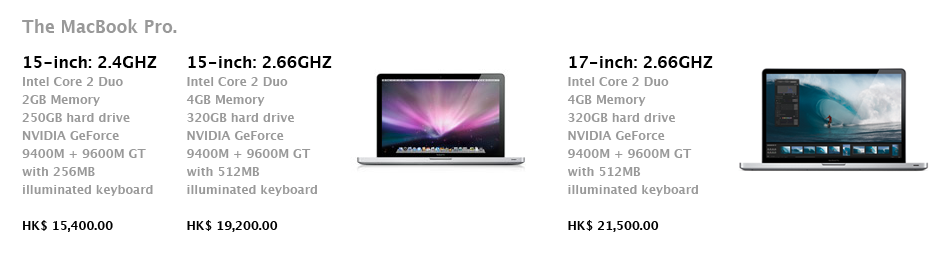 The MacBook Pro.
15-inch: 2.4GHZ
Intel Core 2 Duo
2GB Memory
250GB hard drive
NVIDIA GeForce
9400M + 9600M GT
with 256MB
illuminated keyboard
HK$ 15,400.00
15-inch: 2.66GHZ
Intel Core 2 Duo
4GB Memory
320GB hard drive
NVIDIA GeForce
9400M + 9600M GT
with 512MB
illuminated keyboard
HK$ 19,200.00
17-inch: 2.66GHZ
Intel Core 2 Duo
4GB Memory
320GB hard drive
NVIDIA GeForce
9400M + 9600M GT
with 512MB
illuminated keyboard
HK$ 21,500.00